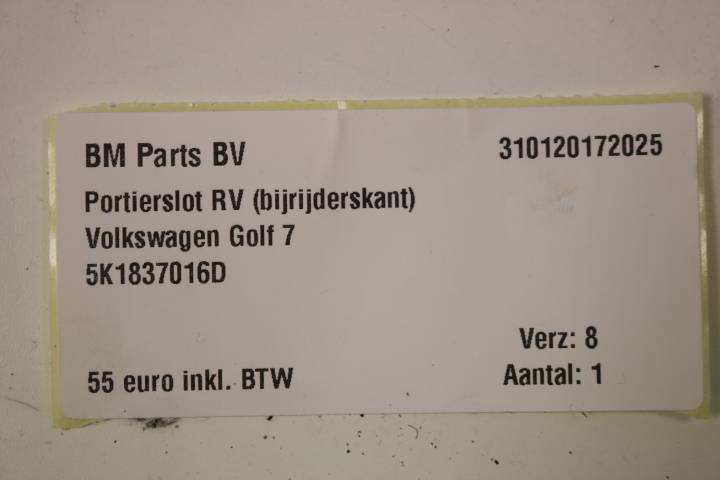 BM Parts BV 310120172025
Portierslot RV (bijrijderskant)
Volkswagen Golf 7
5K1837016D
Verz: 8
55 euro inkl. BTW Aantal: 1